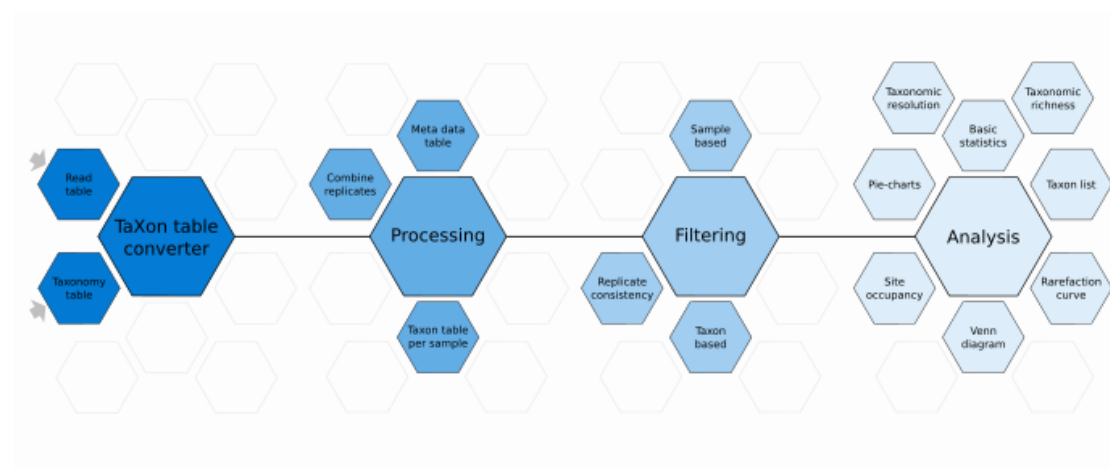 Read
table
TaXon table
converter
Taxonomy
table
Meta data
table
Combine
replicates
Processing
Taxon table
per sample
Sample
based
Filtering
Replicate
consistency
Taxon
based
Taxonomic
resolution
Taxonomic
richness
Basic
statistics
Pie-charts
Taxon list
Analysis
Site
occupancy
Rarefaction
curve
Venn
diagram